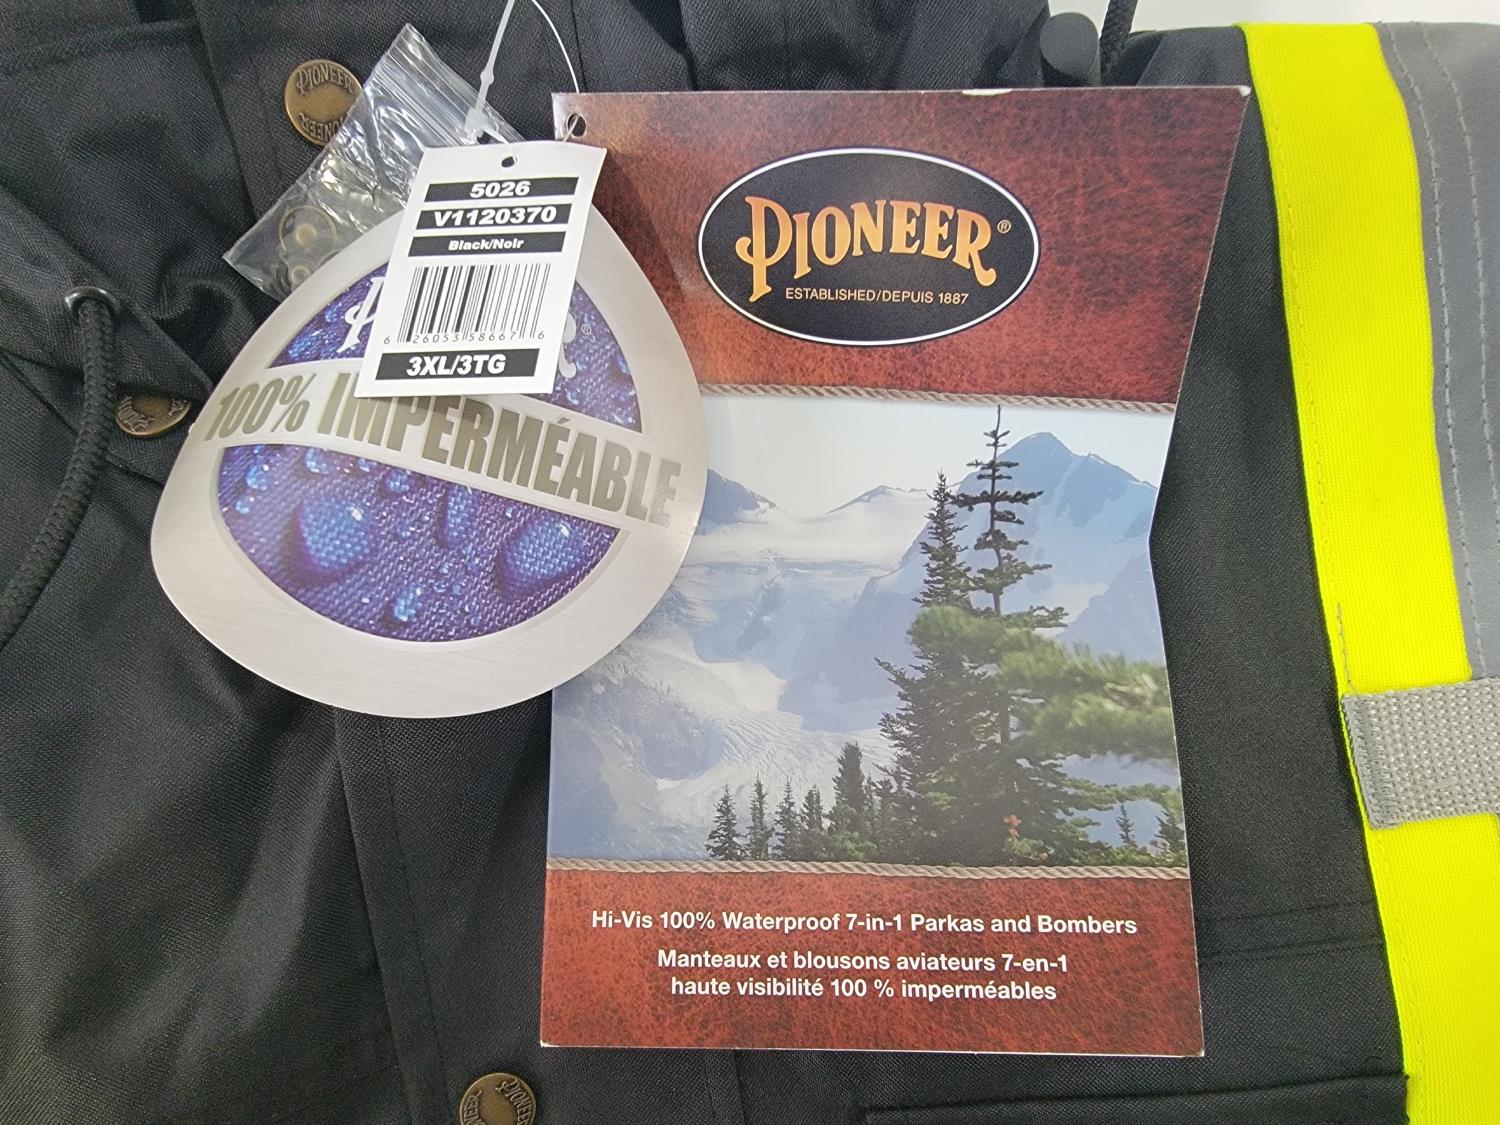 PIONEER
PIONEER
5026
V1120370
Black/Noir
6 26053 58667 6
3XL/3TG
100% IMPERMÉABLE
PIONEER®
ESTABLISHED/DEPUIS 1887
Hi-Vis 100% Waterproof 7-in-1 Parkas and Bombers
Manteaux et blousons aviateurs 7-en-1
haute visibilité 100 % imperméables
PIONEER
PIONEER